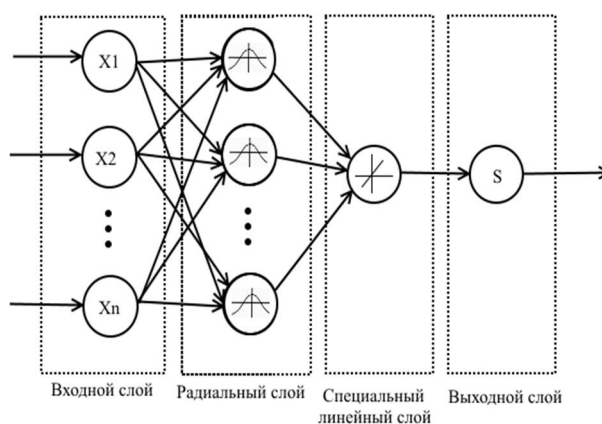 X1
X2
Xn
S
Входной слой
Радиальный слой
Специальный
линейный слой
Выходной слой